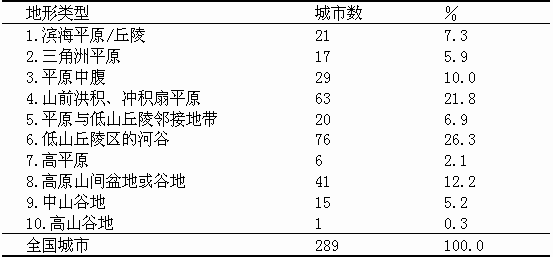 地形类型 城市数 %
1.滨海平原/丘陵 21 7.3
2.三角洲平原 17 5.9
3.平原中腹 29 10.0
4.山前洪积、冲积扇平原 63 21.8
5.平原与低山丘陵邻接地带 20 6.9
6.低山丘陵区的河谷 76 26.3
7.高平原 6 2.1
8.高原山间盆地或谷地 41 12.2
9.中山谷地 15 5.2
10.高山谷地 1 0.3
全国城市 289 100.0